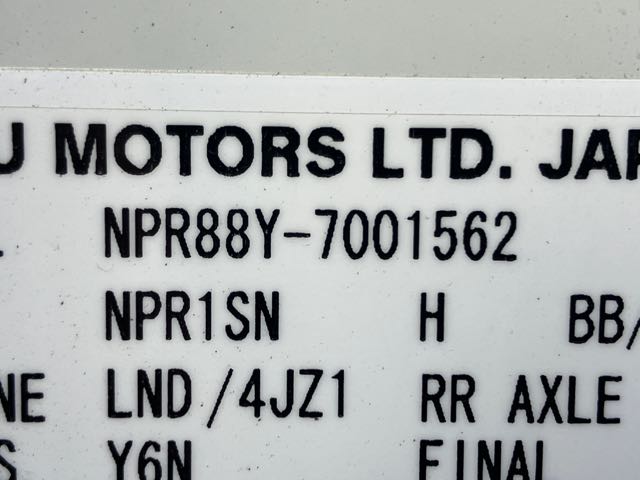 U MOTORS LTD. JAP
NPR88Y-7001562
NPR1SN H BB/
NE LND/4JZ1 RR AXLE
S Y6N FINAL